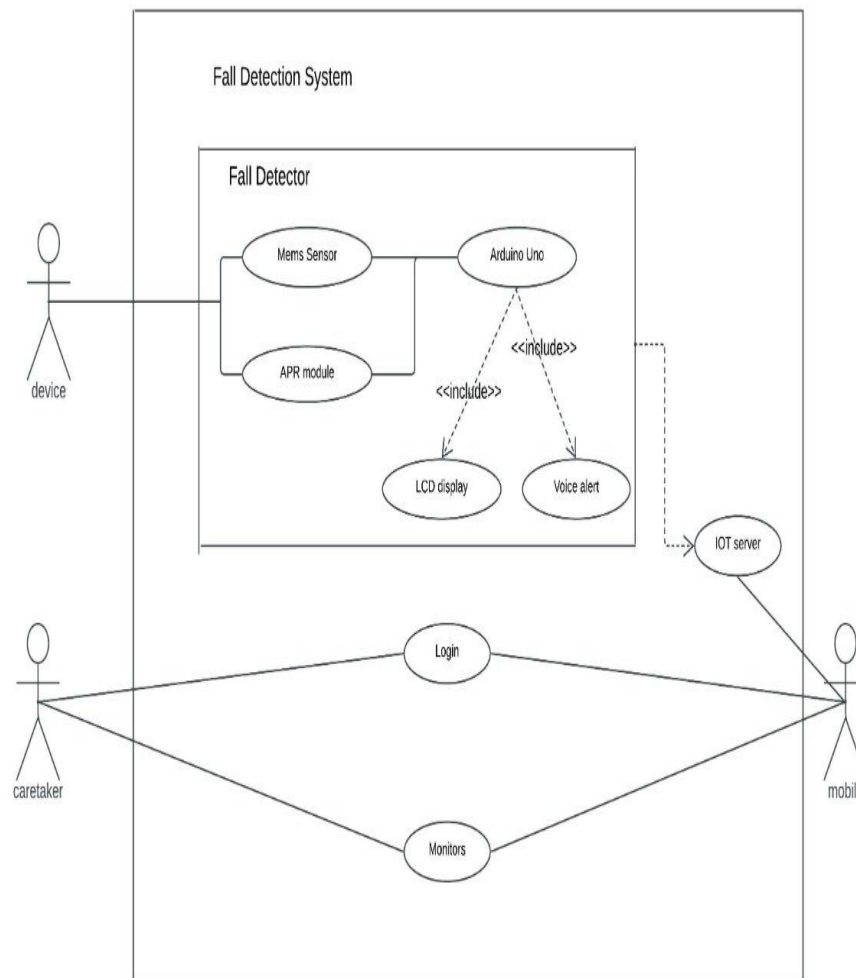 Fall Detection System
Fall Detector
Mems Sensor
Arduino Uno
APR module
<<include>>
<<include>>
device
LCD display
Voice alert
IOT server
Login
caretaker
mobil
Monitors